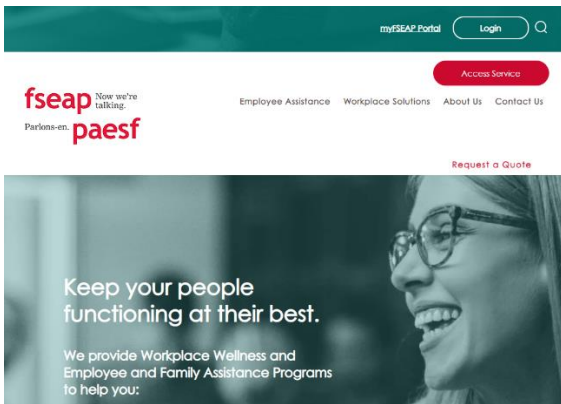 myFSEAP Portal Login
Access Service
fseap Now we're talking.
Parlons-en. paesf
Employee Assistance Workplace Solutions About Us Contact Us
Request a Quote
Keep your people
functioning at their best.
We provide Workplace Wellness and
Employee and Family Assistance Programs
to help you: